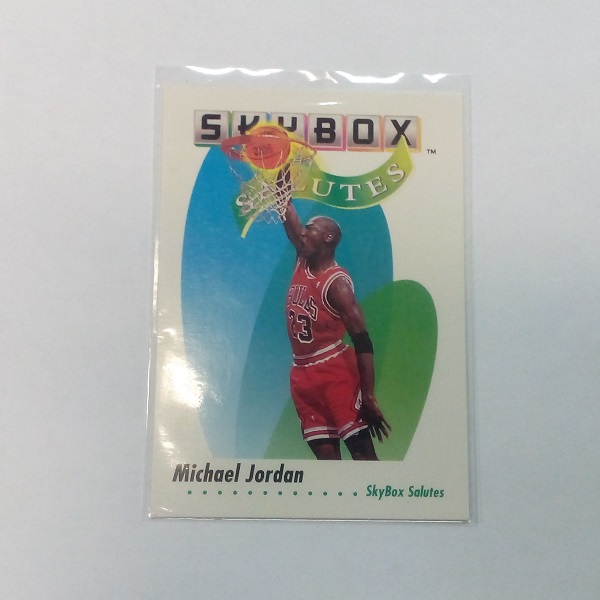 SKYBOX
™
SALUTES
BULLS
23
Michael Jordan
SkyBox Salutes